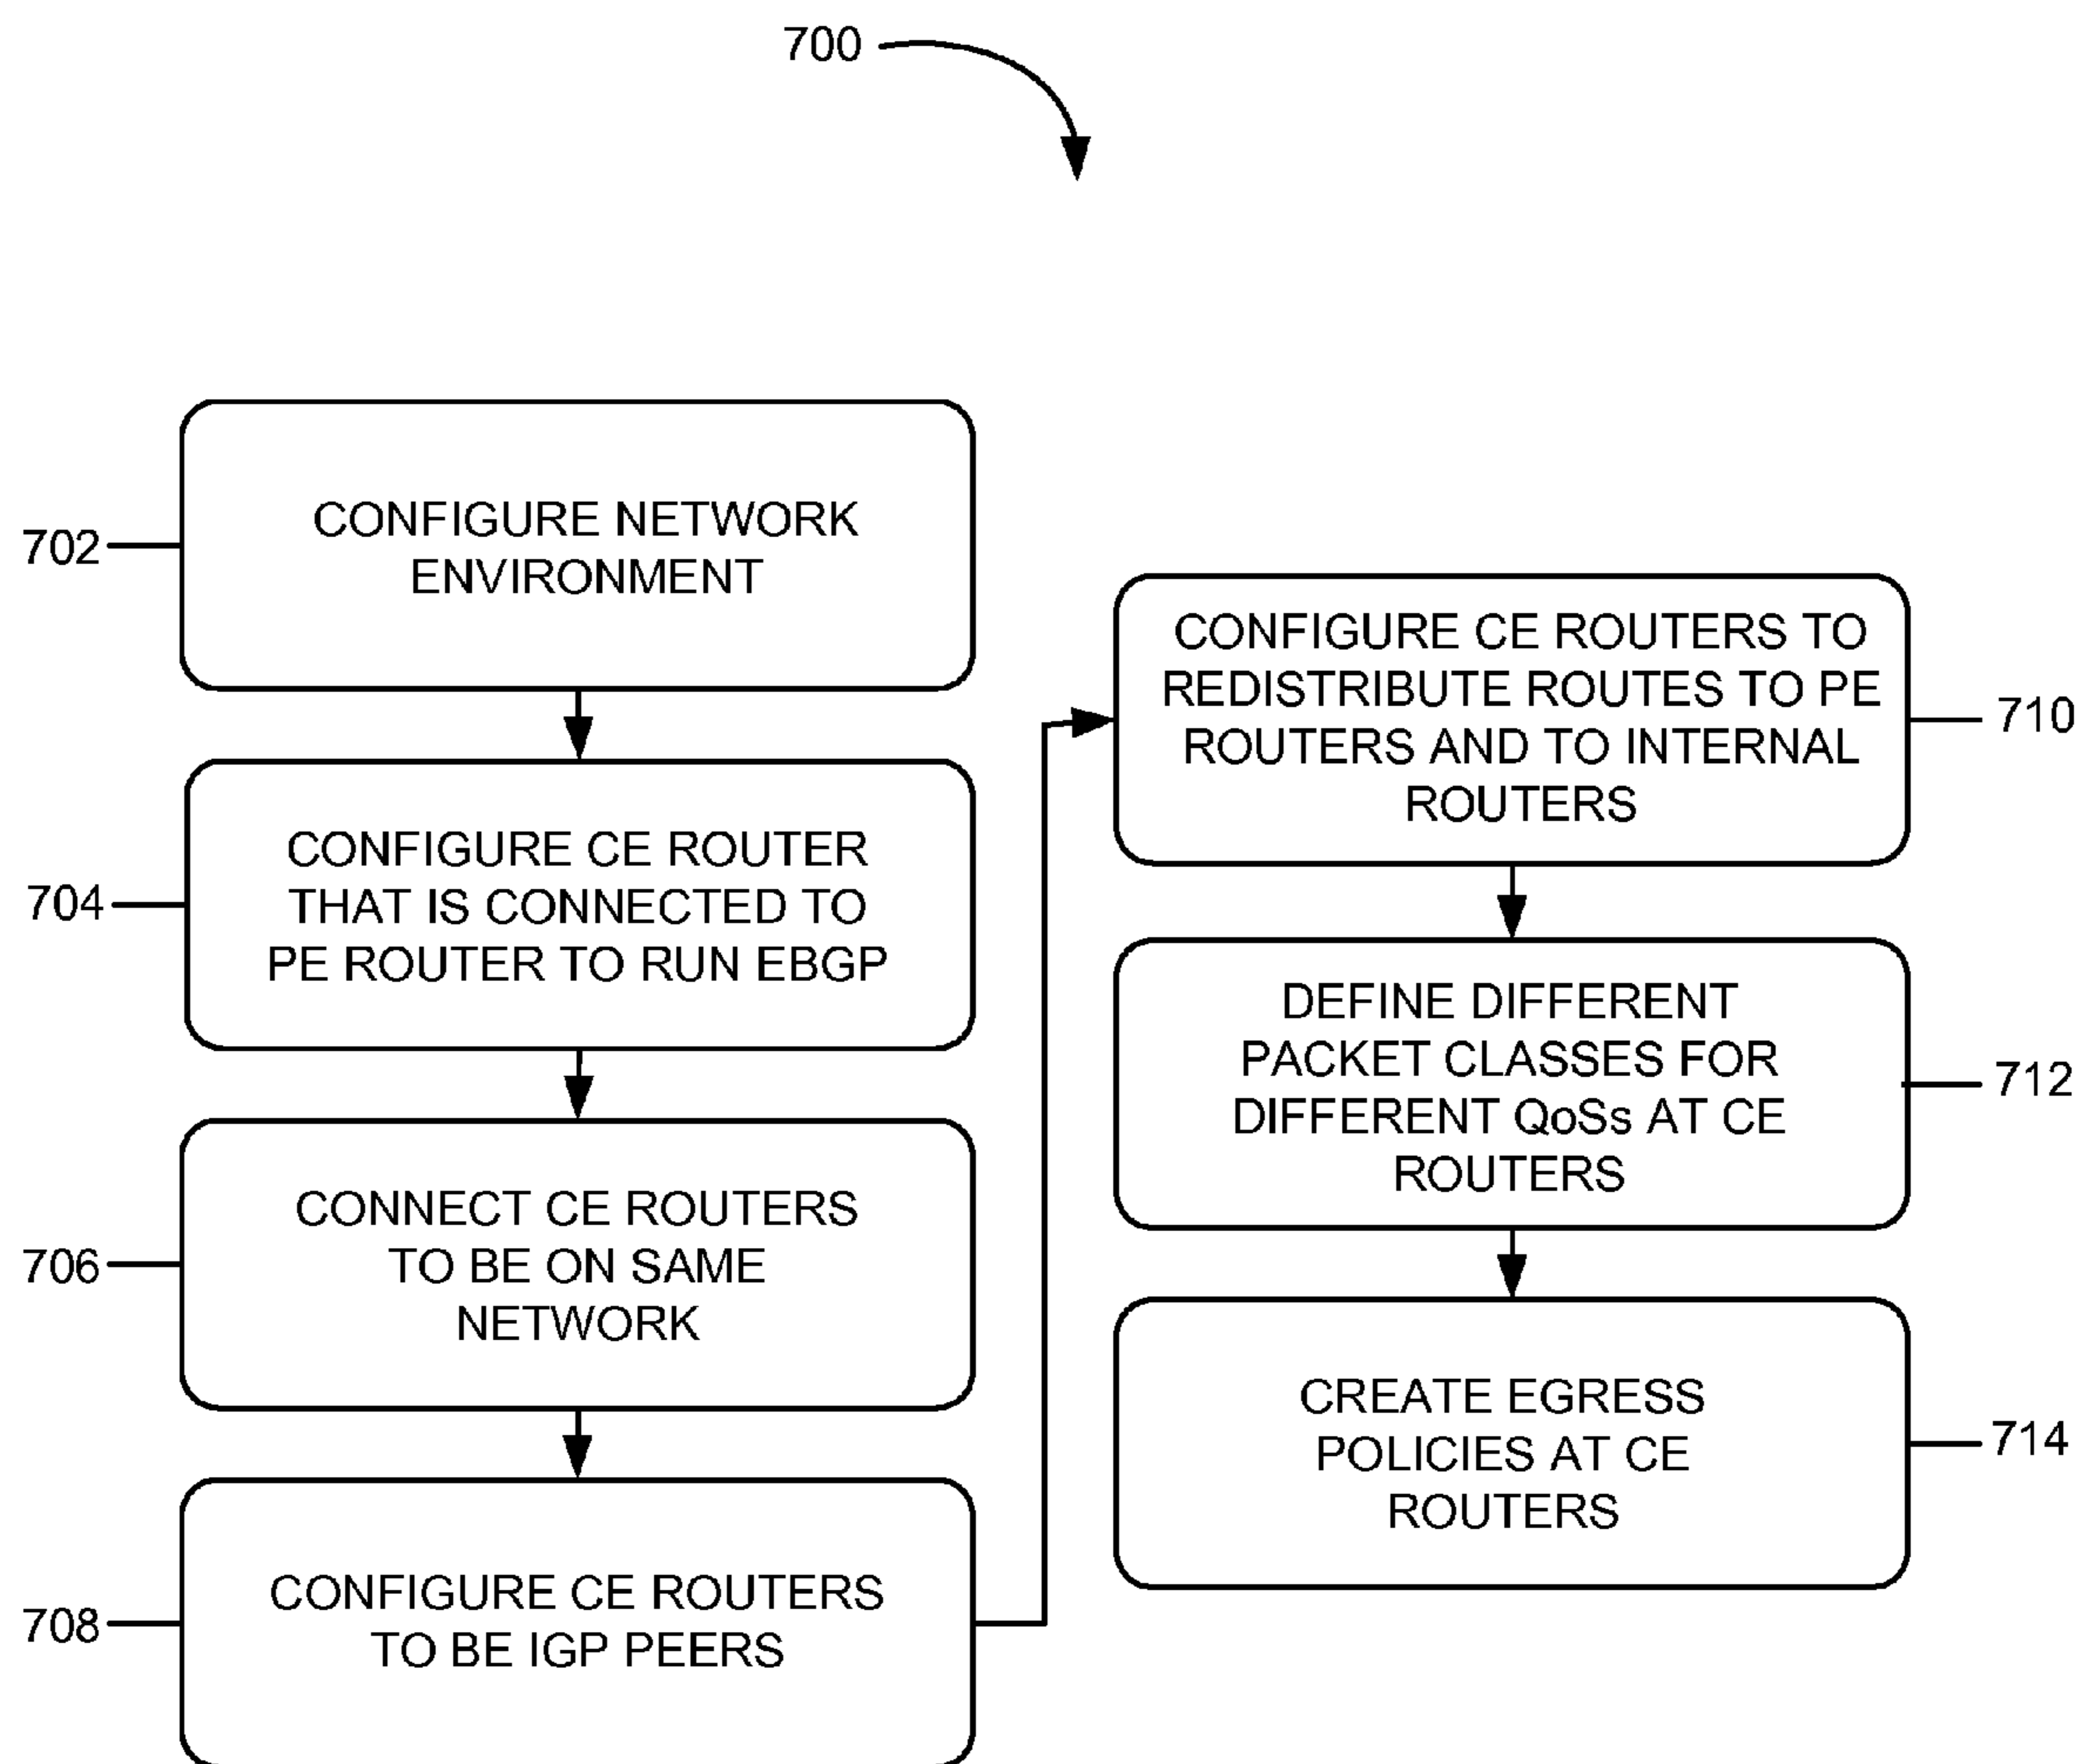 700
702
CONFIGURE NETWORK
ENVIRONMENT
704
CONFIGURE CE ROUTER
THAT IS CONNECTED TO
PE ROUTER TO RUN EBGP
706
CONNECT CE ROUTERS
TO BE ON SAME
NETWORK
708
CONFIGURE CE ROUTERS
TO BE IGP PEERS
CONFIGURE CE ROUTERS TO
REDISTRIBUTE ROUTES TO PE
ROUTERS AND TO INTERNAL
ROUTERS
710
DEFINE DIFFERENT
PACKET CLASSES FOR
DIFFERENT QoSs AT CE
ROUTERS
712
CREATE EGRESS
POLICIES AT CE
ROUTERS
714